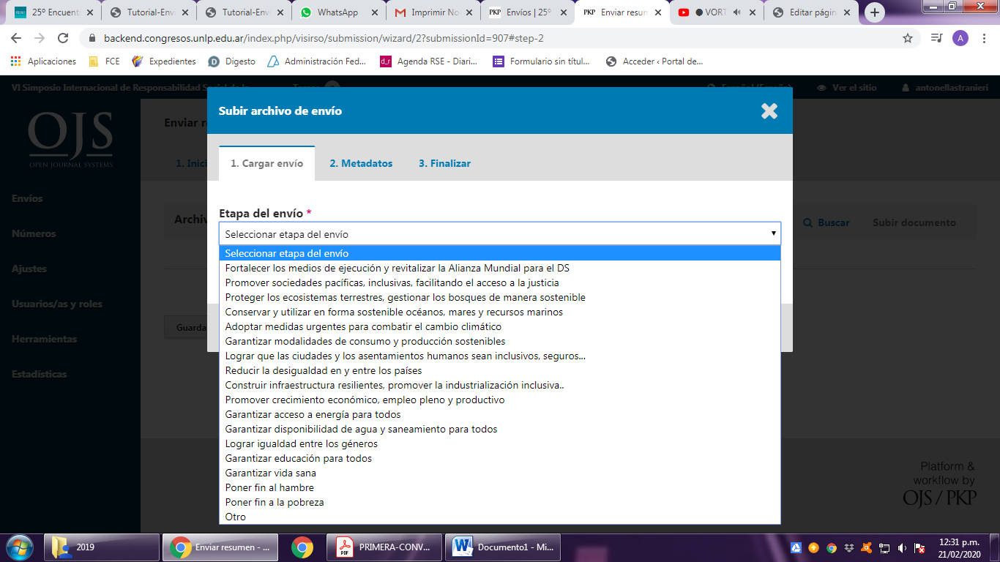 25º Encuent
Tutorial-Env
Tutorial-Env
WhatsApp
Imprimir No
PKP
Envíos | 25º
PKP
Enviar resum
VORT
Editar págin
backend.congresos.unlp.edu.ar/index.php/visirso/submission/wizard/2?submissionId=907#step-2
A
Aplicaciones
FCE
Expedientes
Digesto
Administración Fed...
d_r
Agenda RSE - Diari...
Formulario sin títul...
Acceder ‹ Portal de...
VI Simposio Internacional de Responsabilidad Social de la
Tareas
Español (España)
Ver el sitio
antonellastranieri
OJS
OPEN JOURNAL SYSTEMS
Envíos
Números
Ajustes
Usuarios/as y roles
Herramientas
Estadísticas
Enviar re
1. Inici
Archiv
Buscar
Subir documento
Guarda
Subir archivo de envío
1. Cargar envío
2. Metadatos
3. Finalizar
Etapa del envío *
Seleccionar etapa del envío
Seleccionar etapa del envío
Fortalecer los medios de ejecución y revitalizar la Alianza Mundial para el DS
Promover sociedades pacíficas, inclusivas, facilitando el acceso a la justicia
Proteger los ecosistemas terrestres, gestionar los bosques de manera sostenible
Conservar y utilizar en forma sostenible océanos, mares y recursos marinos
Adoptar medidas urgentes para combatir el cambio climático
Garantizar modalidades de consumo y producción sostenibles
Lograr que las ciudades y los asentamientos humanos sean inclusivos, seguros...
Reducir la desigualdad en y entre los países
Construir infraestructura resilientes, promover la industrialización inclusiva..
Promover crecimiento económico, empleo pleno y productivo
Garantizar acceso a energía para todos
Garantizar disponibilidad de agua y saneamiento para todos
Lograr igualdad entre los géneros
Garantizar educación para todos
Garantizar vida sana
Poner fin al hambre
Poner fin a la pobreza
Otro
Platform &
workflow by
OJS / PKP
2019
Enviar resumen - ...
PDF
PRIMERA-CONV...
Documento1 - Mi...
12:31 p.m.
21/02/2020